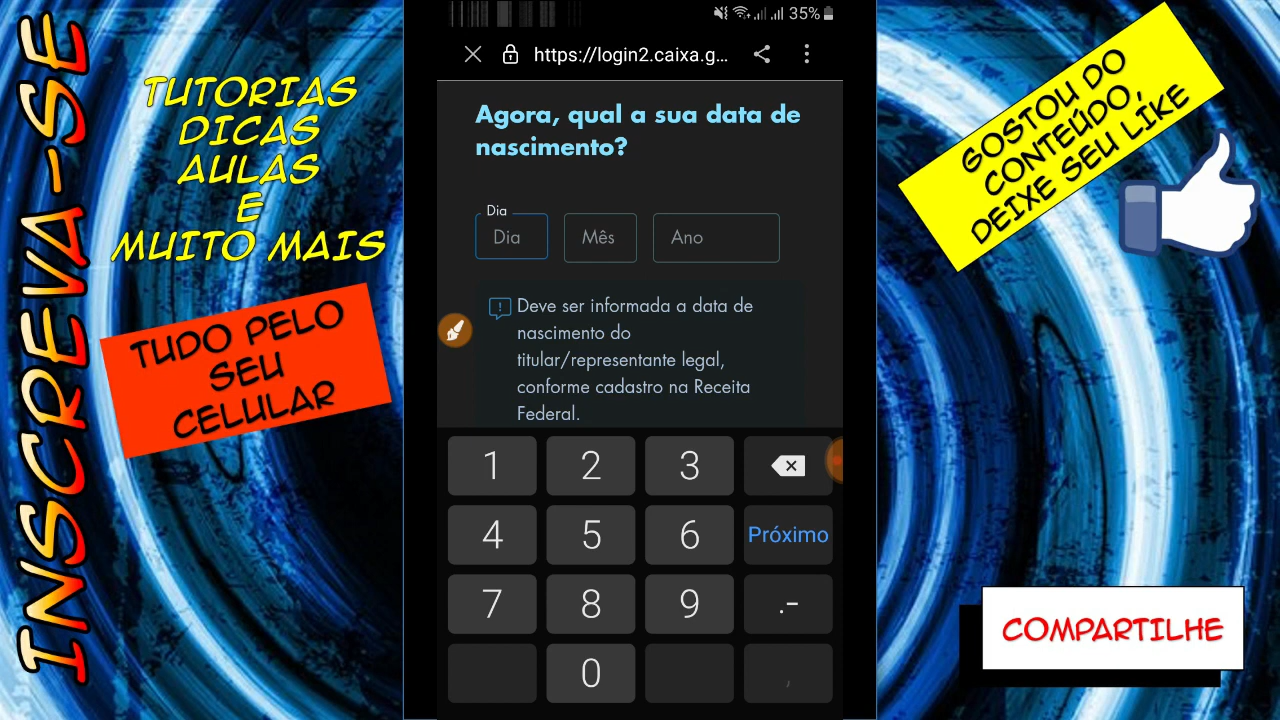 INSCREVA-SE
TUTORIAS
DICAS
AULAS
E
MUITO MAIS
TUDO PELO
SEU
CELULAR
35%
https://login2.caixa.g...
Agora, qual a sua data de
nascimento?
Dia
Dia Mês Ano
Deve ser informada a data de
nascimento do
titular/representante legal,
conforme cadastro na Receita
Federal.
1 2 3
4 5 6 Próximo
7 8 9 .-
0 ,
GOSTOU DO
CONTEÚDO,
DEIXE SEU LIKE
COMPARTILHE